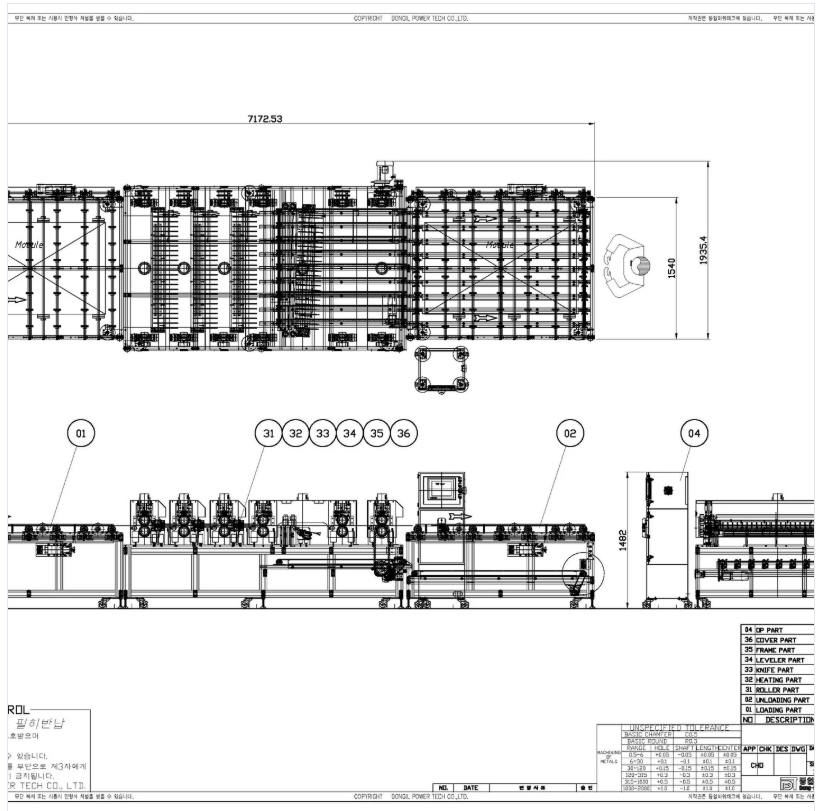 무단 복제 또는 사용시 민형사 처벌을 받을 수 있습니다.
COPYRIGHT DONGIL POWER TECH CO.,LTD.
저작권은 동일파워테크에 있습니다.
무단 복제 또는 사용
7172.53
Module
Module
1540
1935.4
01
31
32
33
34
35
36
02
04
1482
04 OP PART
36 COVER PART
35 FRAME PART
34 LEVELER PART
33 KNIFE PART
32 HEATING PART
31 ROLLER PART
02 UNLOADING PART
01 LOADING PART
NO DESCRIPTION
ROL
필히반납
호받으며
수 있습니다.
를 무단으로 제3자에게
금지됩니다.
ER TECH CO., LTD.
UNSPECIFIED TOLERANCE
BASIC CHAMFER C0.5
BASIC ROUND R0.3
MACHINING OF METALS
RANGE HOLE SHAFT LENGTH CENTER
0.5-6 +0.05 -0.05 ±0.05 ±0.05
6-30 +0.1 -0.1 ±0.1 ±0.1
30-120 +0.15 -0.15 ±0.15 ±0.15
120-315 +0.3 -0.3 ±0.3 ±0.3
315-1000 +0.5 -0.5 ±0.5 ±0.5
1000-2000 +1.0 -1.0 ±1.0 ±1.0
APP CHK DES DWG
CHO
NO. DATE 변경사유 승인
동일
무단 복제 또는 사용시 민형사 처벌을 받을 수 있습니다.
COPYRIGHT DONGIL POWER TECH CO.,LTD.
저작권은 동일파워테크에 있습니다.
무단 복제 또는 사용